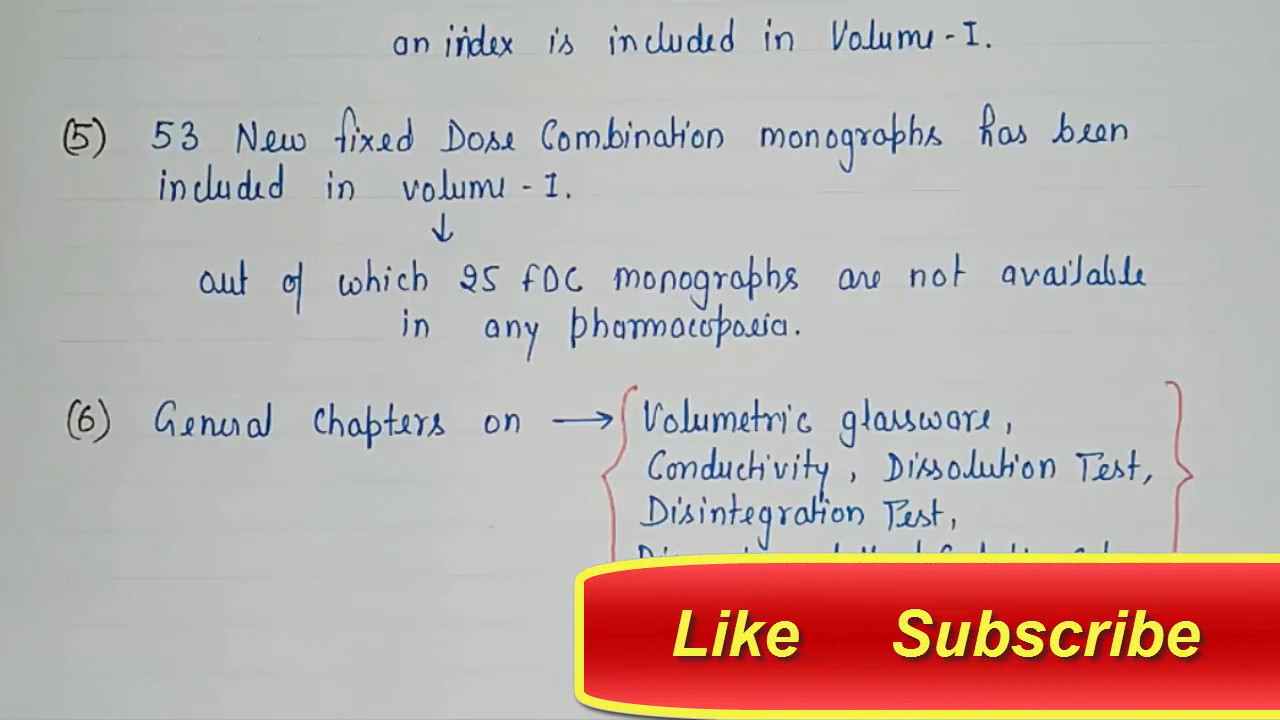 an index is included in Volume - I.
(5) 53 New fixed Dose Combination monographs has been
included in volume - I.
↓
out of which 25 FDC monographs are not available
in any pharmacopoeia.
(6) General Chapters on → { Volumetric glassware, }
Conductivity, Dissolution Test,
Disintegration Test,
Like Subscribe